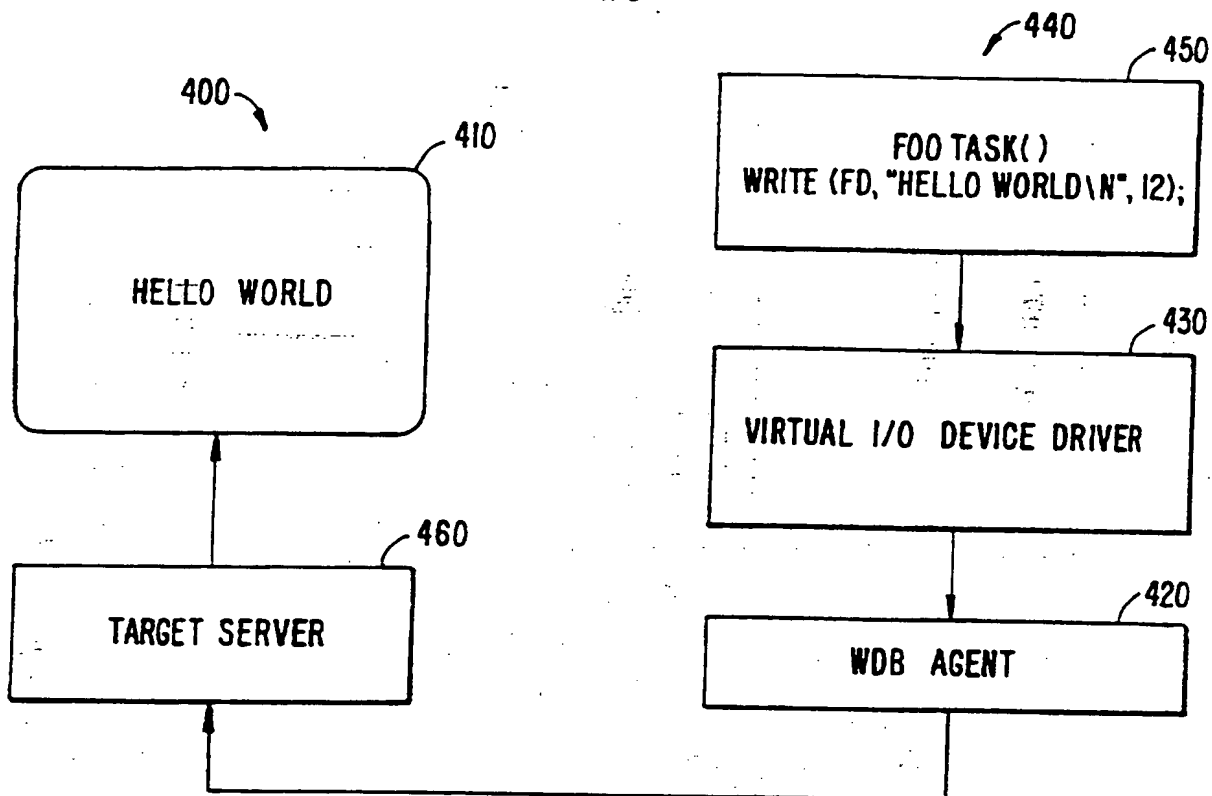 440
450
400
410
FOO TASK()
WRITE (FD, "HELLO WORLD\N", 12);
HELLO WORLD
430
VIRTUAL I/O DEVICE DRIVER
460
420
TARGET SERVER
WDB AGENT